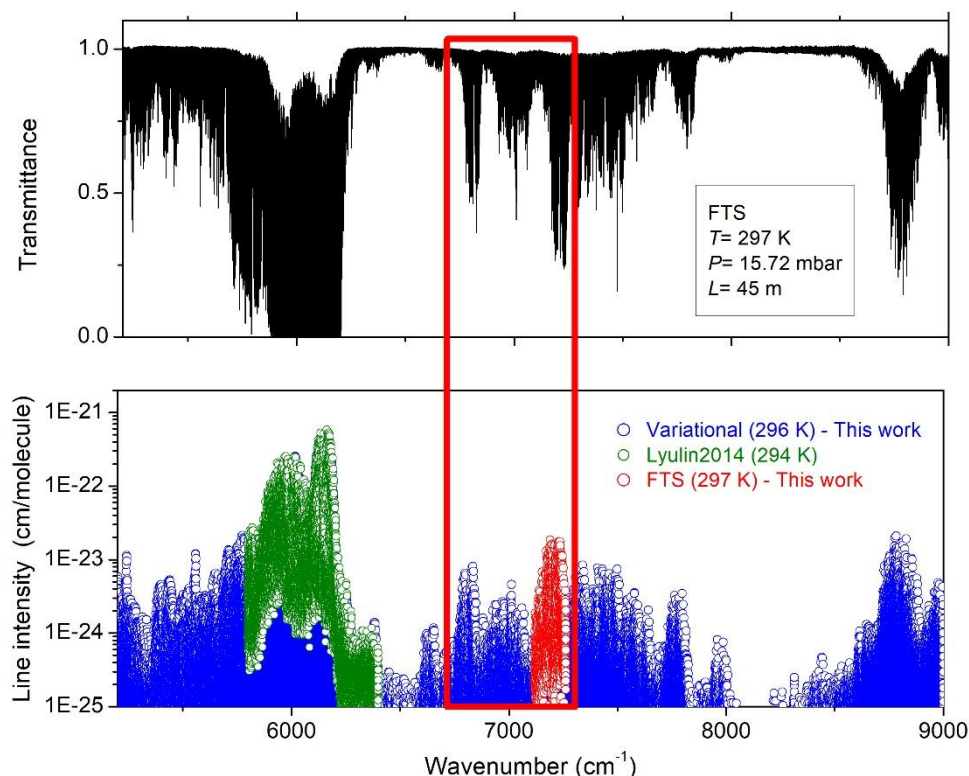 1.0
0.5
0.0
Transmittance
FTS
T= 297 K
P= 15.72 mbar
L= 45 m
1E-21
1E-22
1E-23
1E-24
1E-25
Line intensity (cm/molecule)
Variational (296 K) - This work
Lyulin2014 (294 K)
FTS (297 K) - This work
6000
7000
8000
9000
Wavenumber (cm⁻¹)